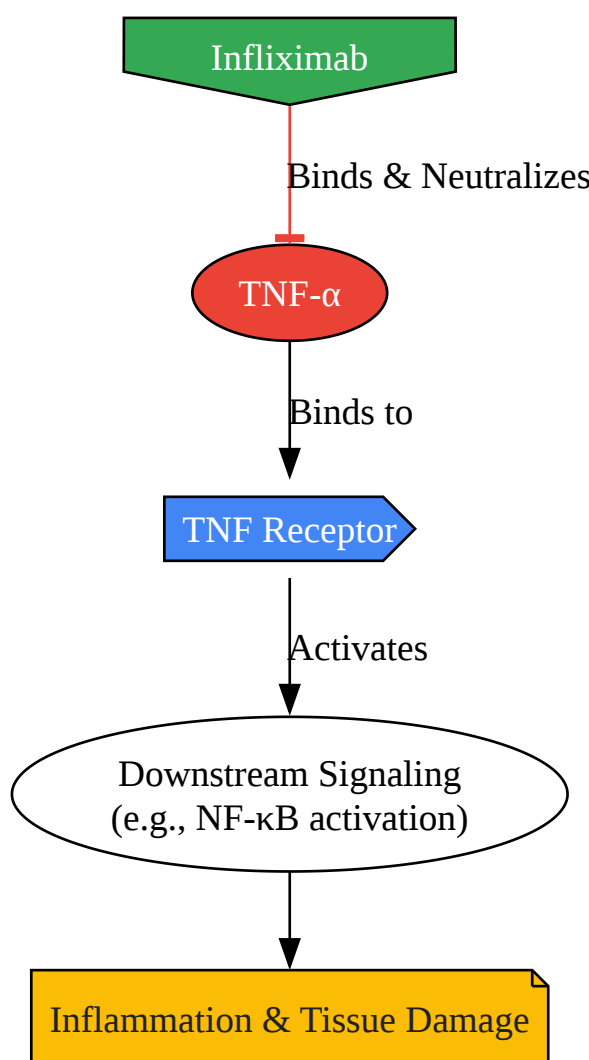 Infliximab
Binds & Neutralizes
TNF-α
Binds to
TNF Receptor
Activates
Downstream Signaling
(e.g., NF-κB activation)
Inflammation & Tissue Damage